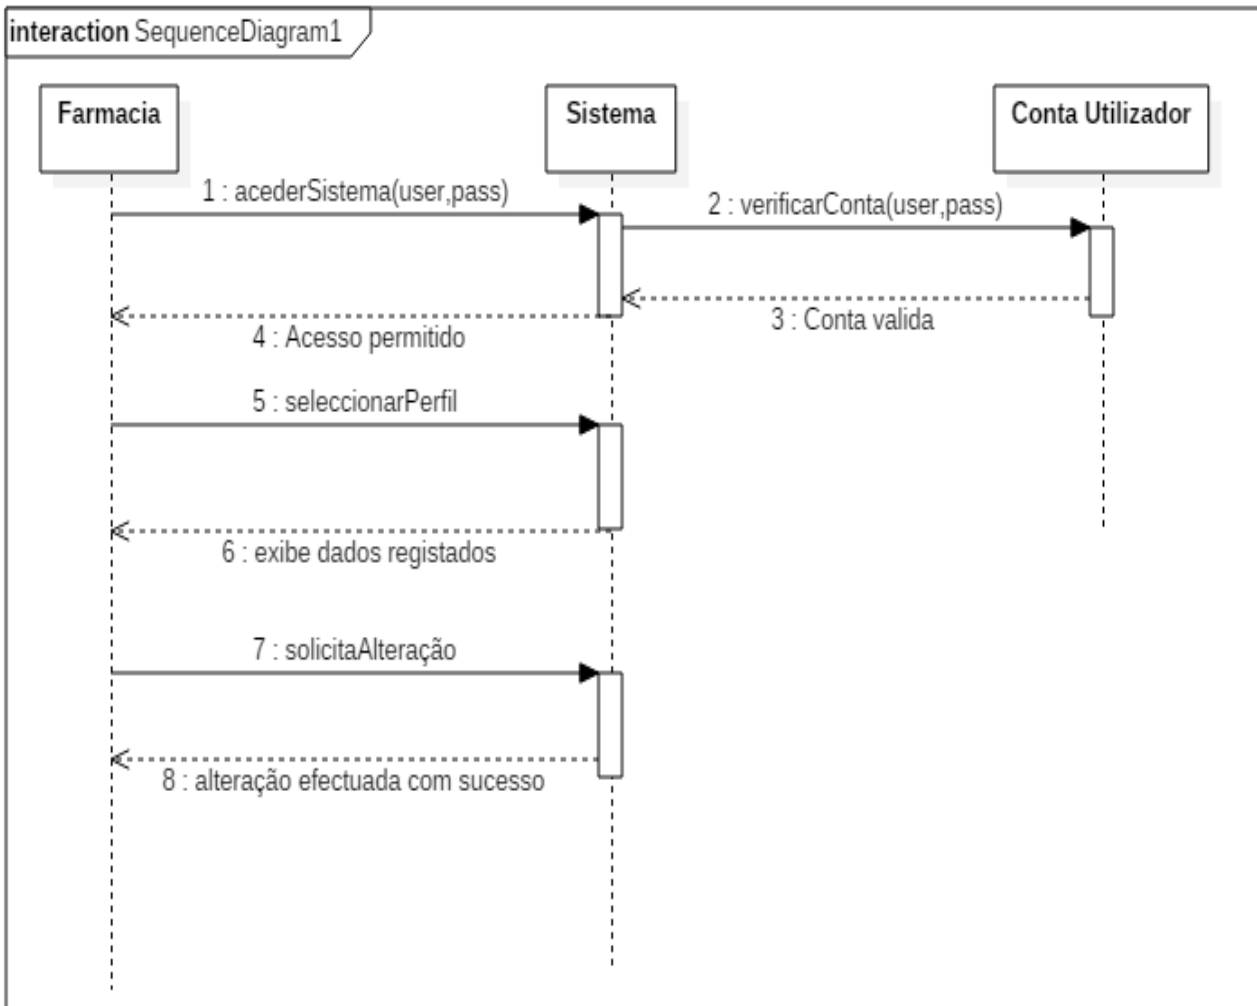 interaction SequenceDiagram1
Farmacia
Sistema
Conta Utilizador
1 : acederSistema(user,pass)
2 : verificarConta(user,pass)
3 : Conta valida
4 : Acesso permitido
5 : seleccionarPerfil
6 : exibe dados registados
7 : solicitaAlteração
8 : alteração efectuada com sucesso